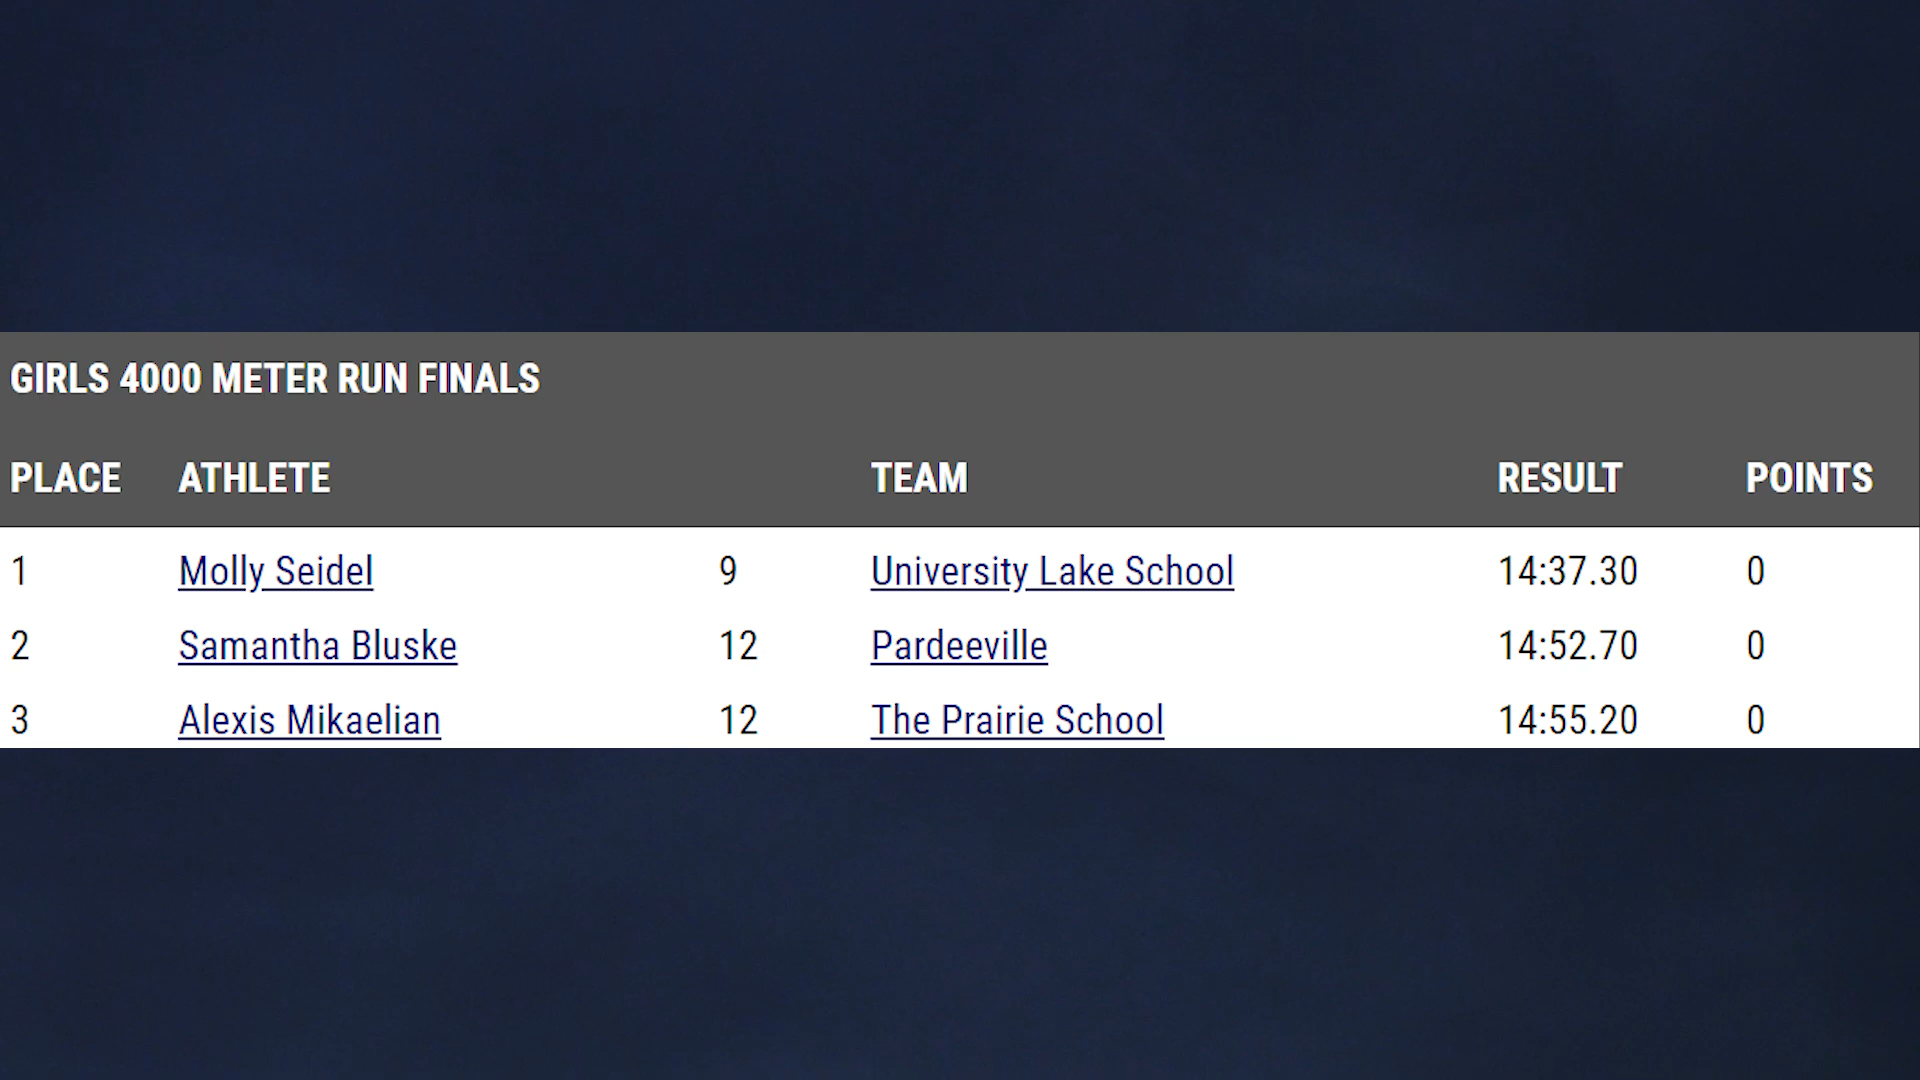 GIRLS 4000 METER RUN FINALS
PLACE ATHLETE TEAM RESULT POINTS
1 Molly Seidel 9 University Lake School 14:37.30 0
2 Samantha Bluske 12 Pardeeville 14:52.70 0
3 Alexis Mikaelian 12 The Prairie School 14:55.20 0